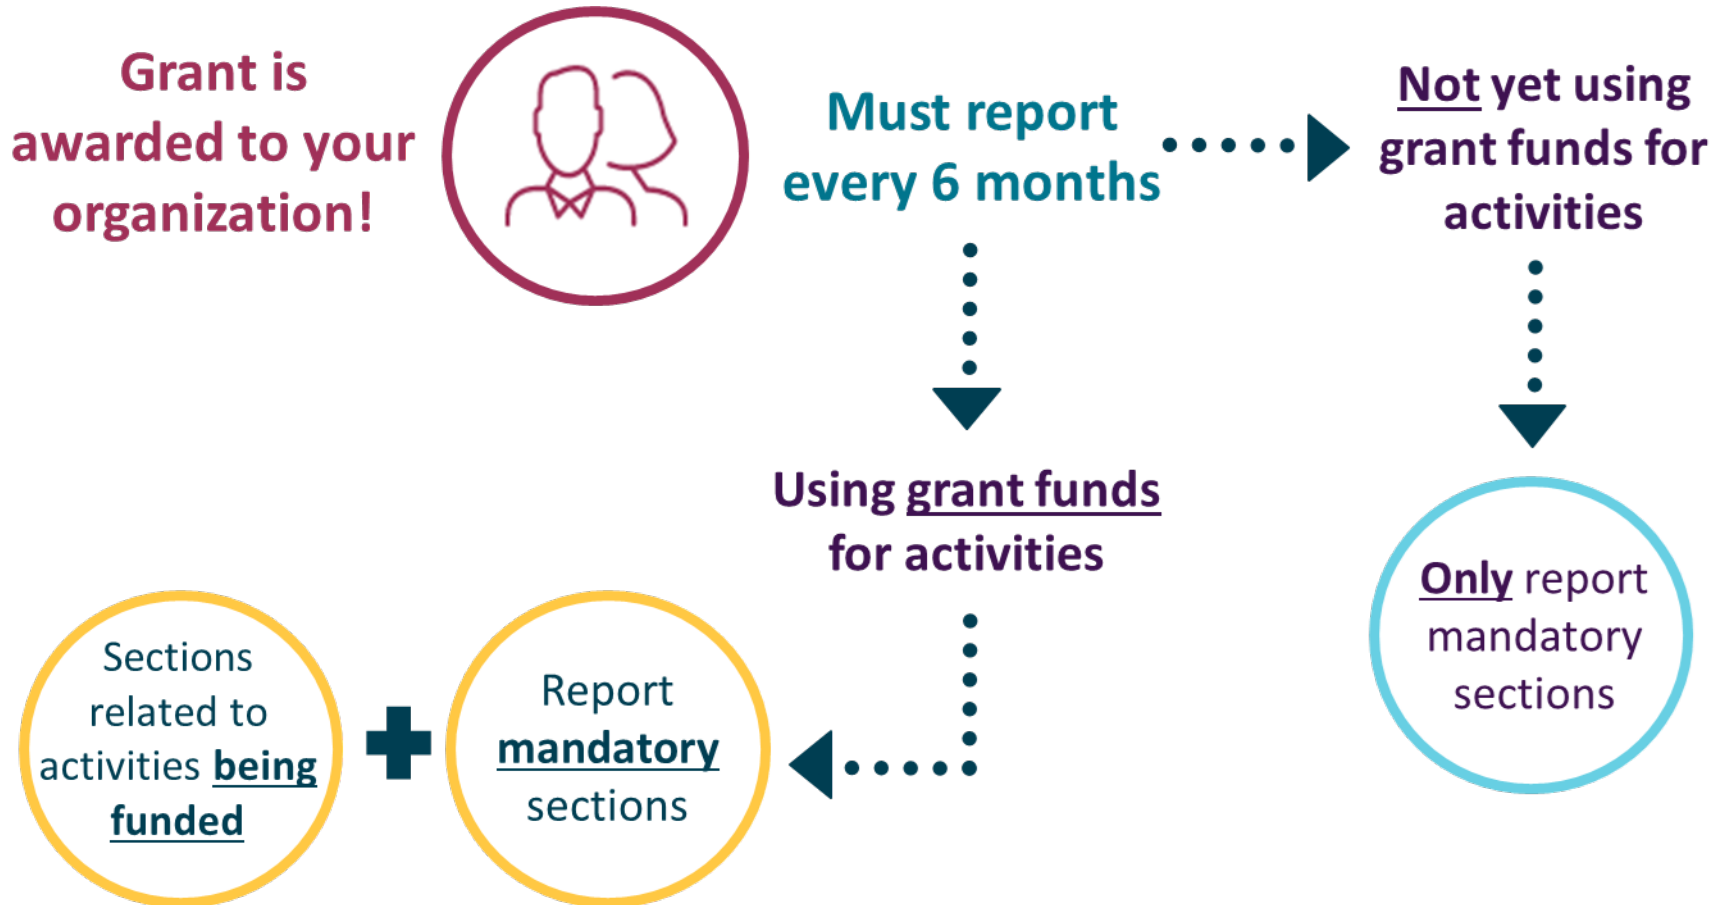 Grant is
awarded to your
organization!
Must report
every 6 months
Not yet using
grant funds for
activities
Using grant funds
for activities
Only report
mandatory
sections
Report
mandatory
sections
Sections
related to
activities being
funded